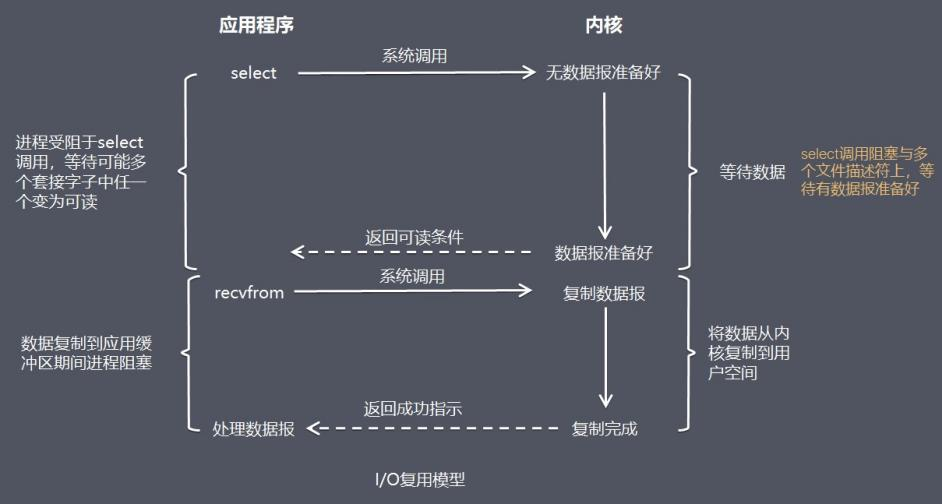 应用程序
内核
系统调用
select
无数据报准备好
进程受阻于select
调用，等待可能多
个套接字子中任一
个变为可读
等待数据
select调用阻塞与多
个文件描述符上，等
待有数据报准备好
返回可读条件
数据报准备好
系统调用
recvfrom
复制数据报
数据复制到应用缓
冲区期间进程阻塞
将数据从内
核复制到用
户空间
返回成功指示
处理数据报
复制完成
I/O复用模型